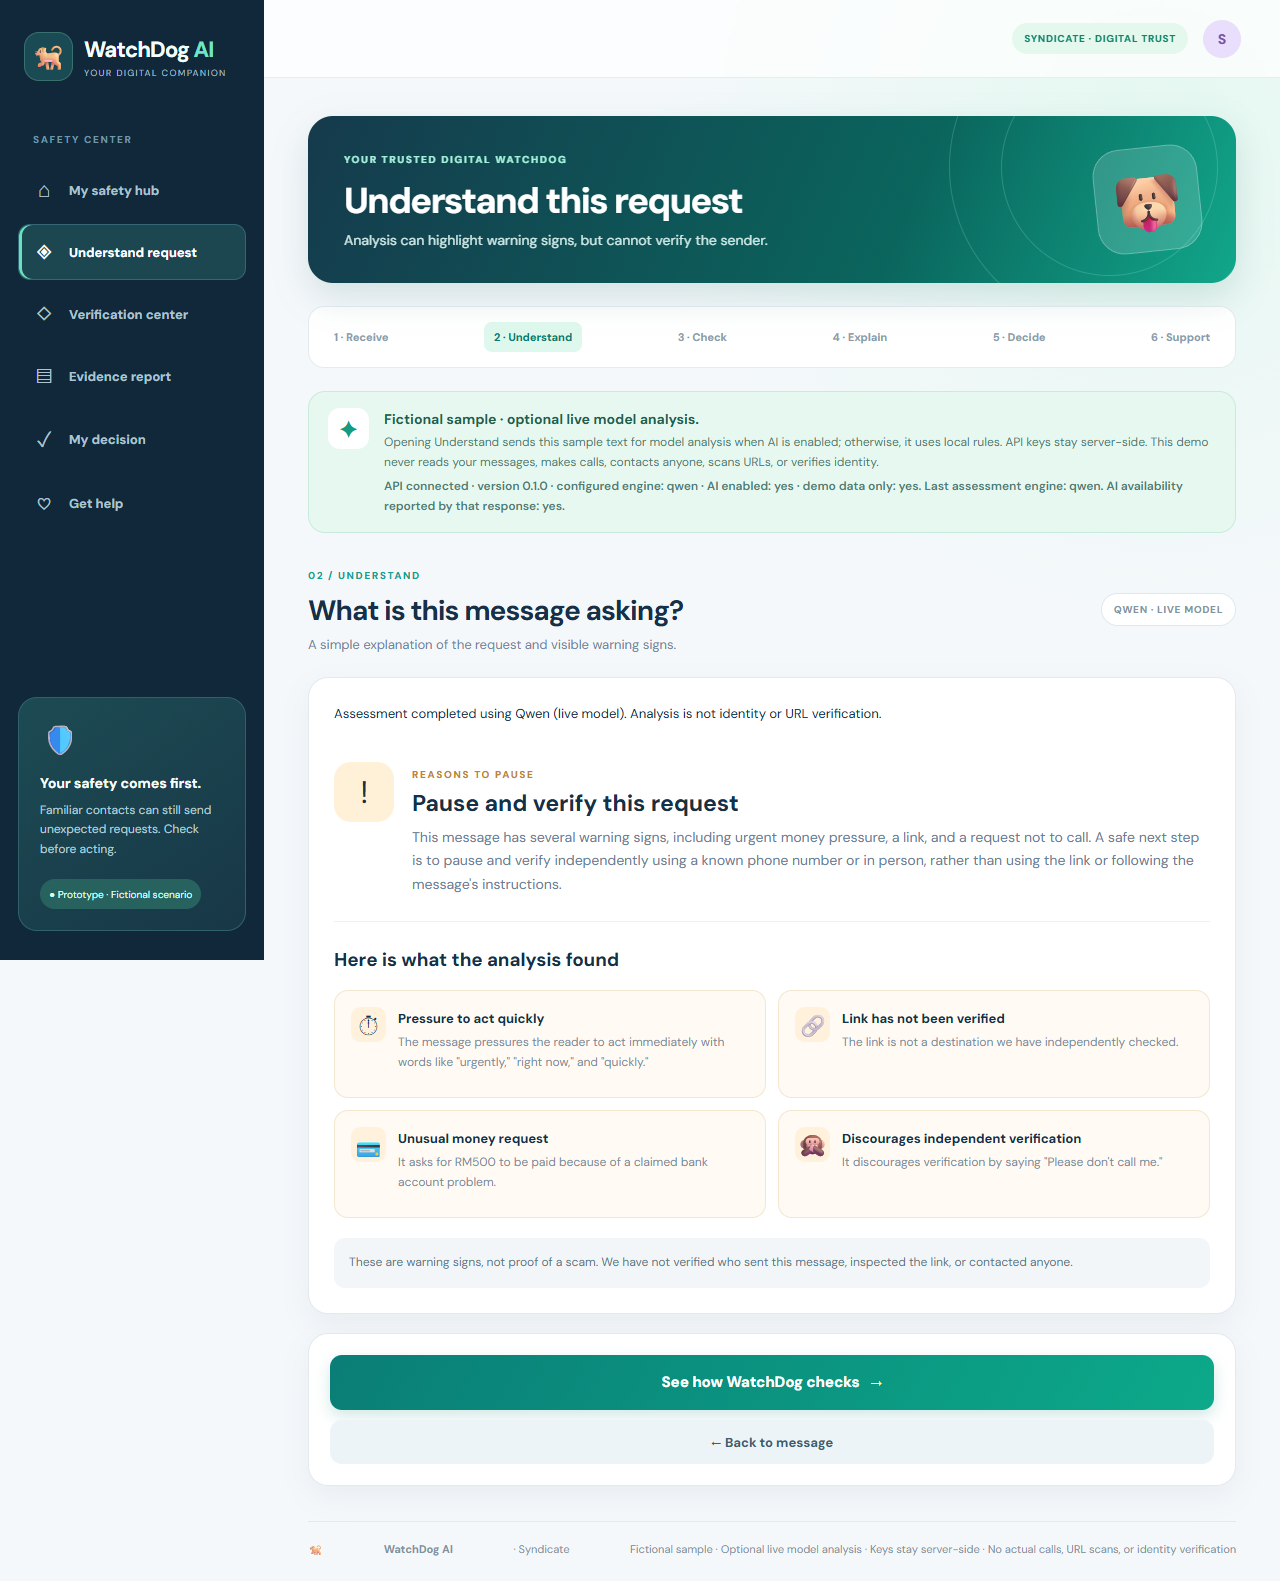 WatchDog AI
YOUR DIGITAL COMPANION
SAFETY CENTER
My safety hub
Understand request
Verification center
Evidence report
My decision
Get help
Your safety comes first.
Familiar contacts can still send
unexpected requests. Check
before acting.
● Prototype · Fictional scenario
SYNDICATE · DIGITAL TRUST
S
YOUR TRUSTED DIGITAL WATCHDOG
Understand this request
Analysis can highlight warning signs, but cannot verify the sender.
1 · Receive
2 · Understand
3 · Check
4 · Explain
5 · Decide
6 · Support
Fictional sample · optional live model analysis.
Opening Understand sends this sample text for model analysis when AI is enabled; otherwise, it uses local rules. API keys stay server-side. This demo
never reads your messages, makes calls, contacts anyone, scans URLs, or verifies identity.
API connected · version 0.1.0 · configured engine: qwen · AI enabled: yes · demo data only: yes. Last assessment engine: qwen. AI availability
reported by that response: yes.
02 / UNDERSTAND
What is this message asking?
A simple explanation of the request and visible warning signs.
QWEN · LIVE MODEL
Assessment completed using Qwen (live model). Analysis is not identity or URL verification.
!
REASONS TO PAUSE
Pause and verify this request
This message has several warning signs, including urgent money pressure, a link, and a request not to call. A safe next step
is to pause and verify independently using a known phone number or in person, rather than using the link or following the
message's instructions.
Here is what the analysis found
Pressure to act quickly
The message pressures the reader to act immediately with
words like "urgently," "right now," and "quickly."
Link has not been verified
The link is not a destination we have independently checked.
Unusual money request
It asks for RM500 to be paid because of a claimed bank
account problem.
Discourages independent verification
It discourages verification by saying "Please don't call me."
These are warning signs, not proof of a scam. We have not verified who sent this message, inspected the link, or contacted anyone.
See how WatchDog checks →
← Back to message
WatchDog AI · Syndicate
Fictional sample · Optional live model analysis · Keys stay server-side · No actual calls, URL scans, or identity verification